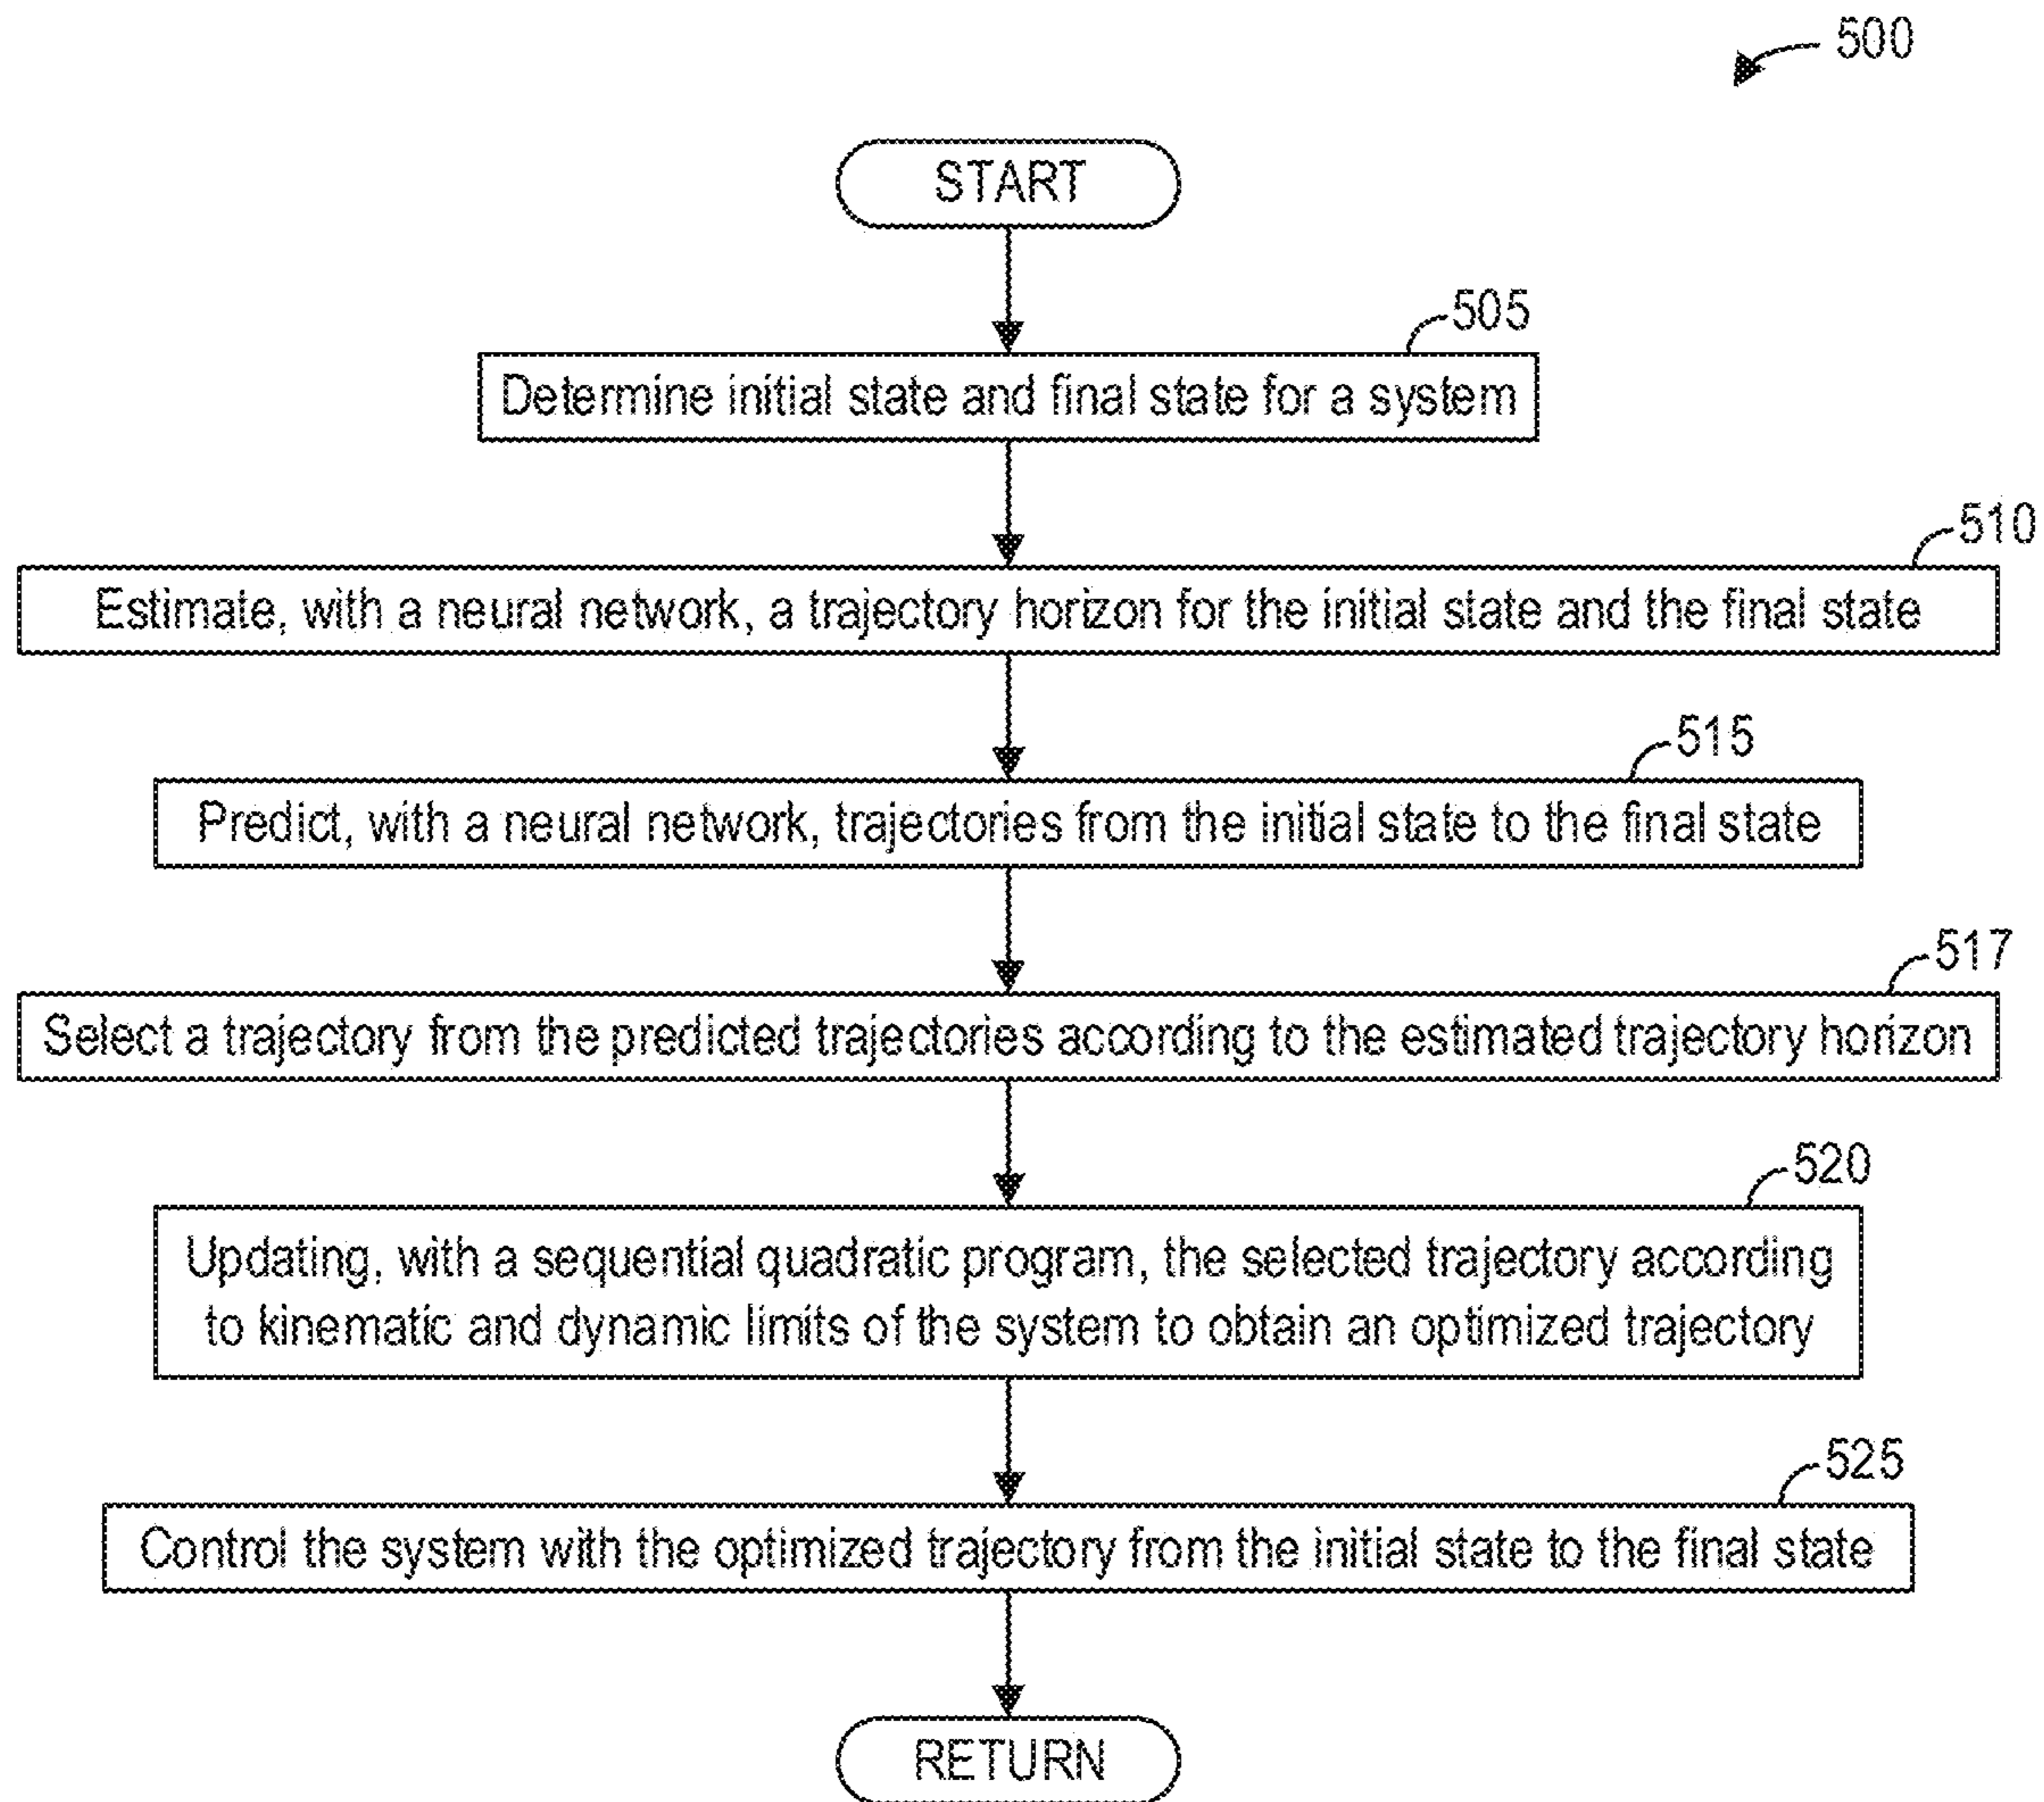 500
START
505
Determine initial state and final state for a system
510
Estimate, with a neural network, a trajectory horizon for the initial state and the final state
515
Predict, with a neural network, trajectories from the initial state to the final state
517
Select a trajectory from the predicted trajectories according to the estimated trajectory horizon
520
Updating, with a sequential quadratic program, the selected trajectory according
to kinematic and dynamic limits of the system to obtain an optimized trajectory
525
Control the system with the optimized trajectory from the initial state to the final state
RETURN